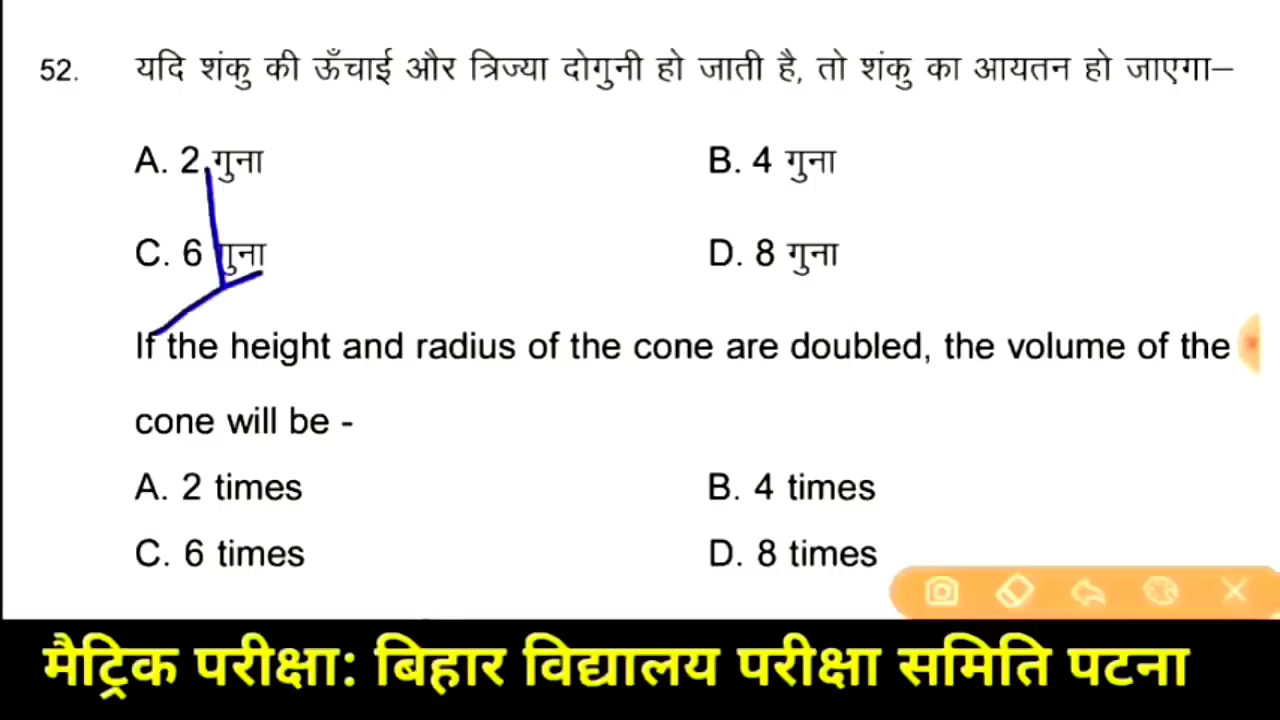 52. यदि शंकु की ऊँचाई और त्रिज्या दोगुनी हो जाती है, तो शंकु का आयतन हो जाएगा–
A. 2 गुना B. 4 गुना
C. 6 गुना D. 8 गुना
If the height and radius of the cone are doubled, the volume of the
cone will be -
A. 2 times B. 4 times
C. 6 times D. 8 times
मैट्रिक परीक्षा: बिहार विद्यालय परीक्षा समिति पटना